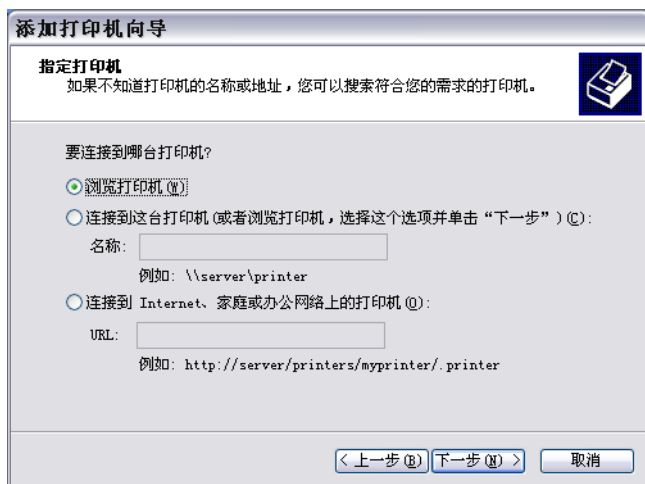 添加打印机向导
指定打印机
如果不知道打印机的名称或地址，您可以搜索符合您的需求的打印机。
要连接到哪台打印机?
浏览打印机(W)
连接到这台打印机(或者浏览打印机，选择这个选项并单击“下一步”)(C):
名称:
例如: \\server\printer
连接到 Internet、家庭或办公网络上的打印机(O):
URL:
例如: http://server/printers/myprinter/.printer
< 上一步(B) 下一步(N) > 取消